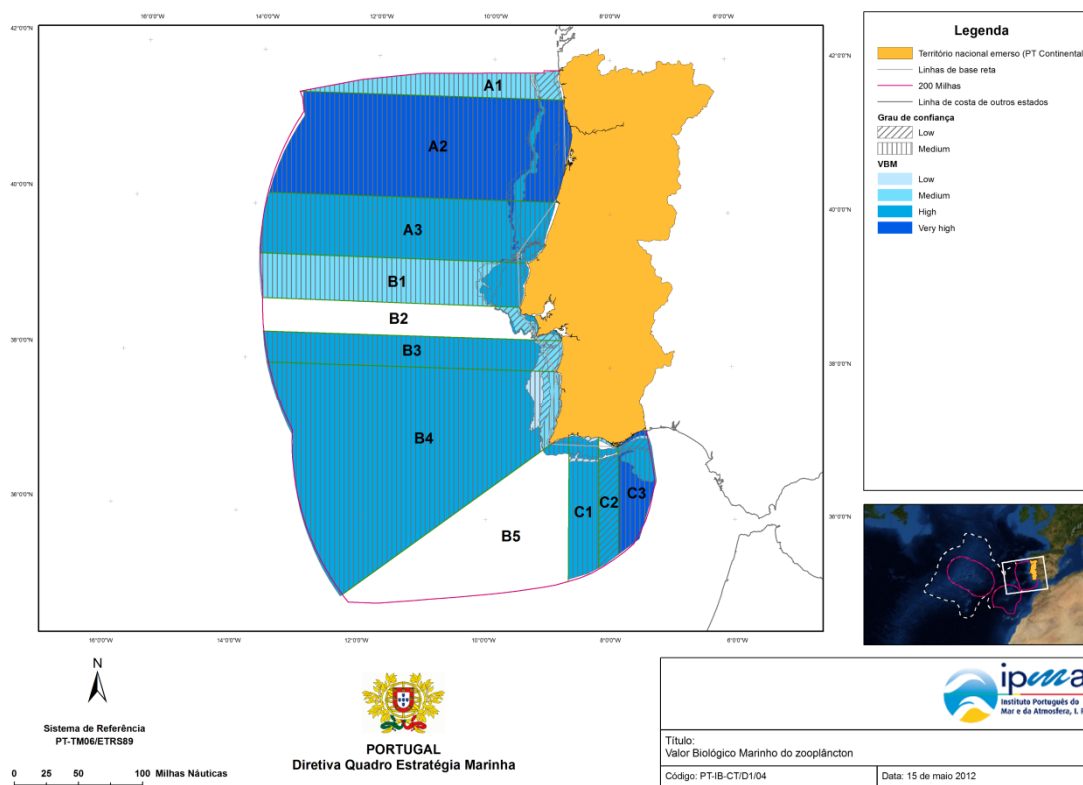 16°0'0"W
14°0'0"W
12°0'0"W
10°0'0"W
8°0'0"W
6°0'0"W
42°0'0"N
42°0'0"N
40°0'0"N
40°0'0"N
38°0'0"N
38°0'0"N
36°0'0"N
36°0'0"N
A1
A2
A3
B1
B2
B3
B4
B5
C1
C2
C3
16°0'0"W
14°0'0"W
12°0'0"W
10°0'0"W
8°0'0"W
6°0'0"W
Legenda
Território nacional emerso (PT Continental
Linhas de base reta
200 Milhas
Linha de costa de outros estados
Grau de confiança
Low
Medium
VBM
Low
Medium
High
Very high
N
Sistema de Referência
PT-TM06/ETRS89
0 25 50 100 Milhas Náuticas
PORTUGAL
Diretiva Quadro Estratégia Marinha
ipma
Instituto Português do
Mar e da Atmosfera, I. P
Título:
Valor Biológico Marinho do zooplâncton
Código: PT-IB-CT/D1/04
Data: 15 de maio 2012